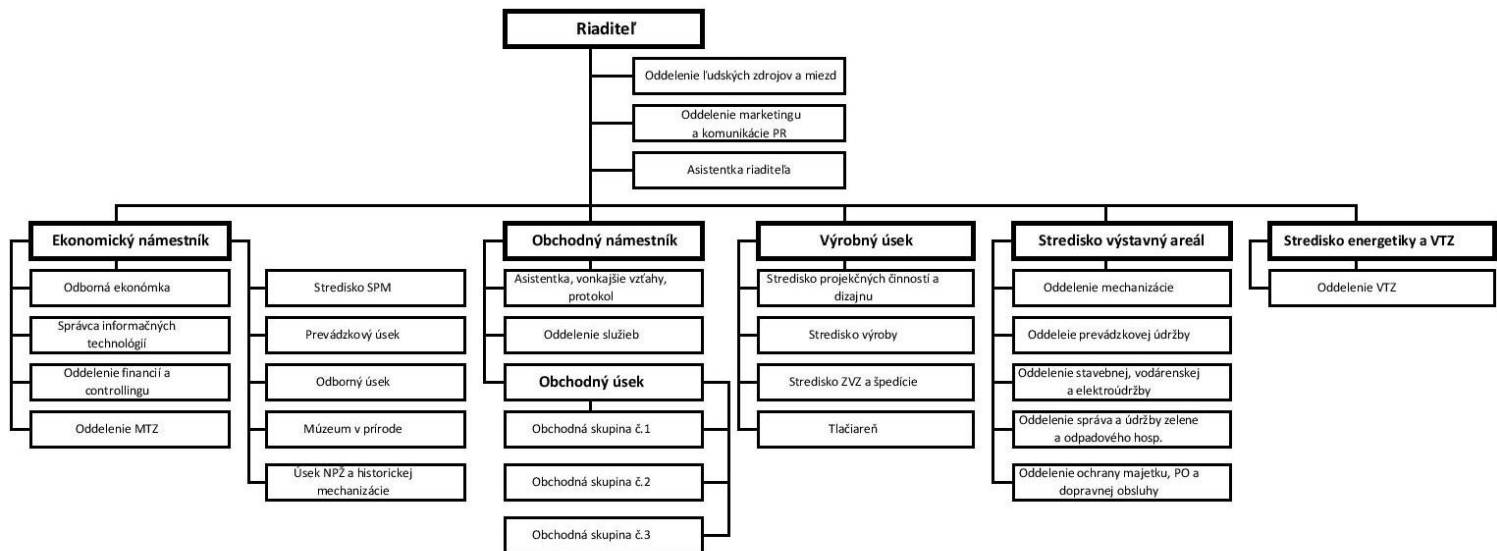 Riaditeľ
Oddelenie ľudských zdrojov a miezd
Oddelenie marketingu
a komunikácie PR
Asistentka riaditeľa
Ekonomický námestník
Odborná ekonómka
Správca informačných
technológií
Oddelenie financií a
controllingu
Oddelenie MTZ
Stredisko SPM
Prevádzkový úsek
Odborný úsek
Múzeum v prírode
Úsek NPŽ a historickej
mechanizácie
Obchodný námestník
Asistentka, vonkajšie vzťahy,
protokol
Oddelenie služieb
Obchodný úsek
Obchodná skupina č.1
Obchodná skupina č.2
Obchodná skupina č.3
Výrobný úsek
Stredisko projekčných činností a
dizajnu
Stredisko výroby
Stredisko ZVZ a špedície
Tlačiareň
Stredisko výstavný areál
Oddelenie mechanizácie
Oddeleie prevádzkovej údržby
Oddelenie stavebnej, vodárenskej
a elektroúdržby
Oddelenie správa a údržby zelene
a odpadového hosp.
Oddelenie ochrany majetku, PO a
dopravnej obsluhy
Stredisko energetiky a VTZ
Oddelenie VTZ